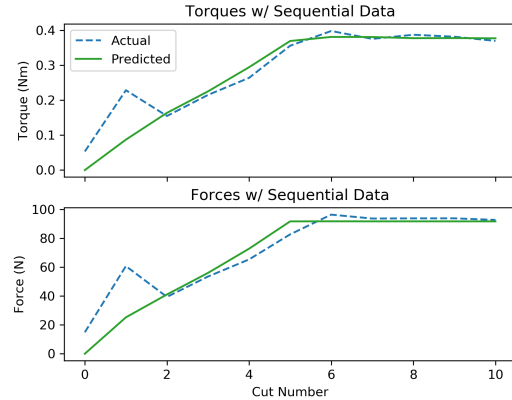 Torques w/ Sequential Data
0.4
0.3
0.2
0.1
0.0
Torque (Nm)
Actual
Predicted
Forces w/ Sequential Data
100
80
60
40
20
0
Force (N)
0 2 4 6 8 10
Cut Number